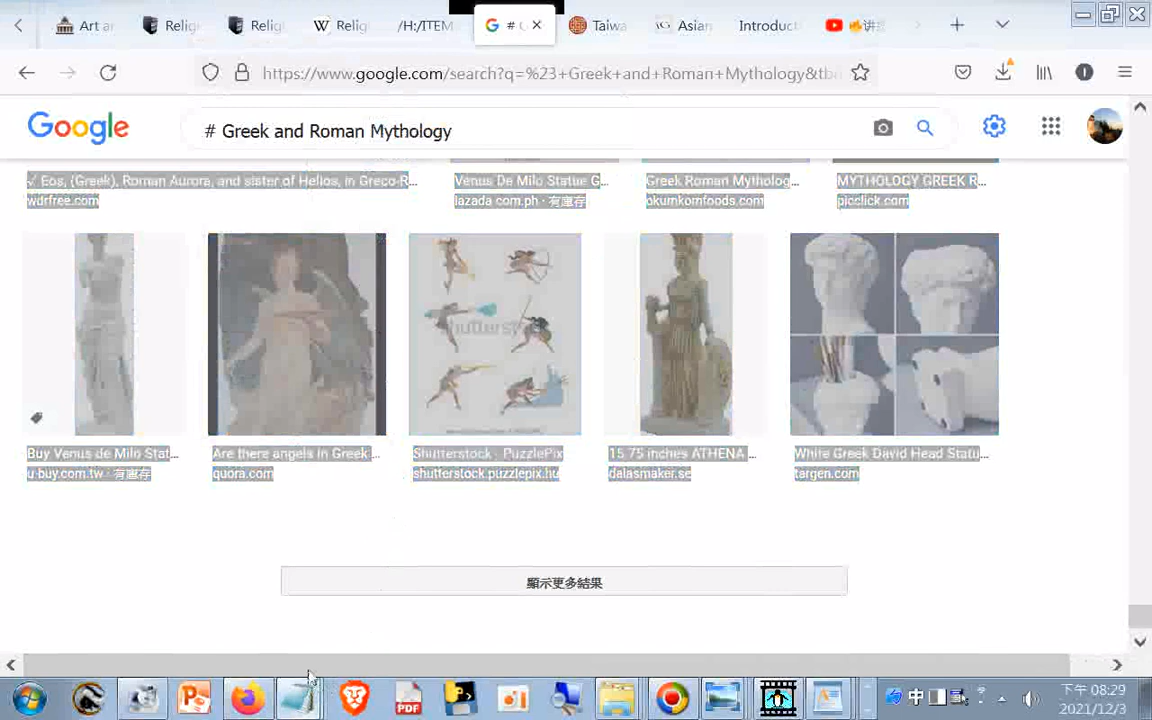 Art ar
Relig
Relig
Relig
/H:/ITEM
# G
Taiwa
Asian
Introduct
🔥讲
https://www.google.com/search?q=%23+Greek+and+Roman+Mythology&tb
Google
# Greek and Roman Mythology
✓ Eos, (Greek), Roman Aurora, and sister of Helios, in Greco-R...
wdrfree.com
Venus De Milo Statue G...
lazada.com.ph · 有庫存
Greek Roman Mytholog...
okumkomfoods.com
MYTHOLOGY GREEK R...
picclick.com
shutterst
Buy Venus de Milo Stat...
u-buy.com.tw · 有庫存
Are there angels in Greek ...
quora.com
Shutterstock - PuzzlePix
shutterstock.puzzlepix.hu
15.75 inches ATHENA ...
dalasmaker.se
White Greek David Head Statu...
targen.com
顯示更多結果
PDF
中
下午 08:29
2021/12/3